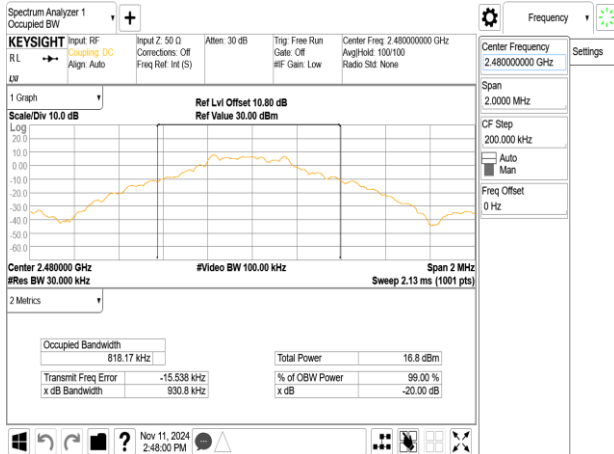 Spectrum Analyzer 1
Occupied BW
KEYSIGHT
RL
Input: RF
Coupling: DC
Align: Auto
Input Z: 50 Ω
Corrections: Off
Freq Ref: Int (S)
Atten: 30 dB
Trig: Free Run
Gate: Off
#IF Gain: Low
Center Freq: 2.480000000 GHz
Avg|Hold: 100/100
Radio Std: None
1 Graph
Scale/Div 10.0 dB
Ref Lvl Offset 10.80 dB
Ref Value 30.00 dBm
Log
20.0
10.0
0.00
-10.0
-20.0
-30.0
-40.0
-50.0
-60.0
Center 2.480000 GHz
#Res BW 30.000 kHz
#Video BW 100.00 kHz
Span 2 MHz
Sweep 2.13 ms (1001 pts)
2 Metrics
Occupied Bandwidth
818.17 kHz
Transmit Freq Error -15.538 kHz
x dB Bandwidth 930.8 kHz
Total Power 16.8 dBm
% of OBW Power 99.00 %
x dB -20.00 dB
?
Nov 11, 2024
2:48:00 PM
Frequency
Settings
Center Frequency
2.480000000 GHz
Span
2.0000 MHz
CF Step
200.000 kHz
Auto
Man
Freq Offset
0 Hz